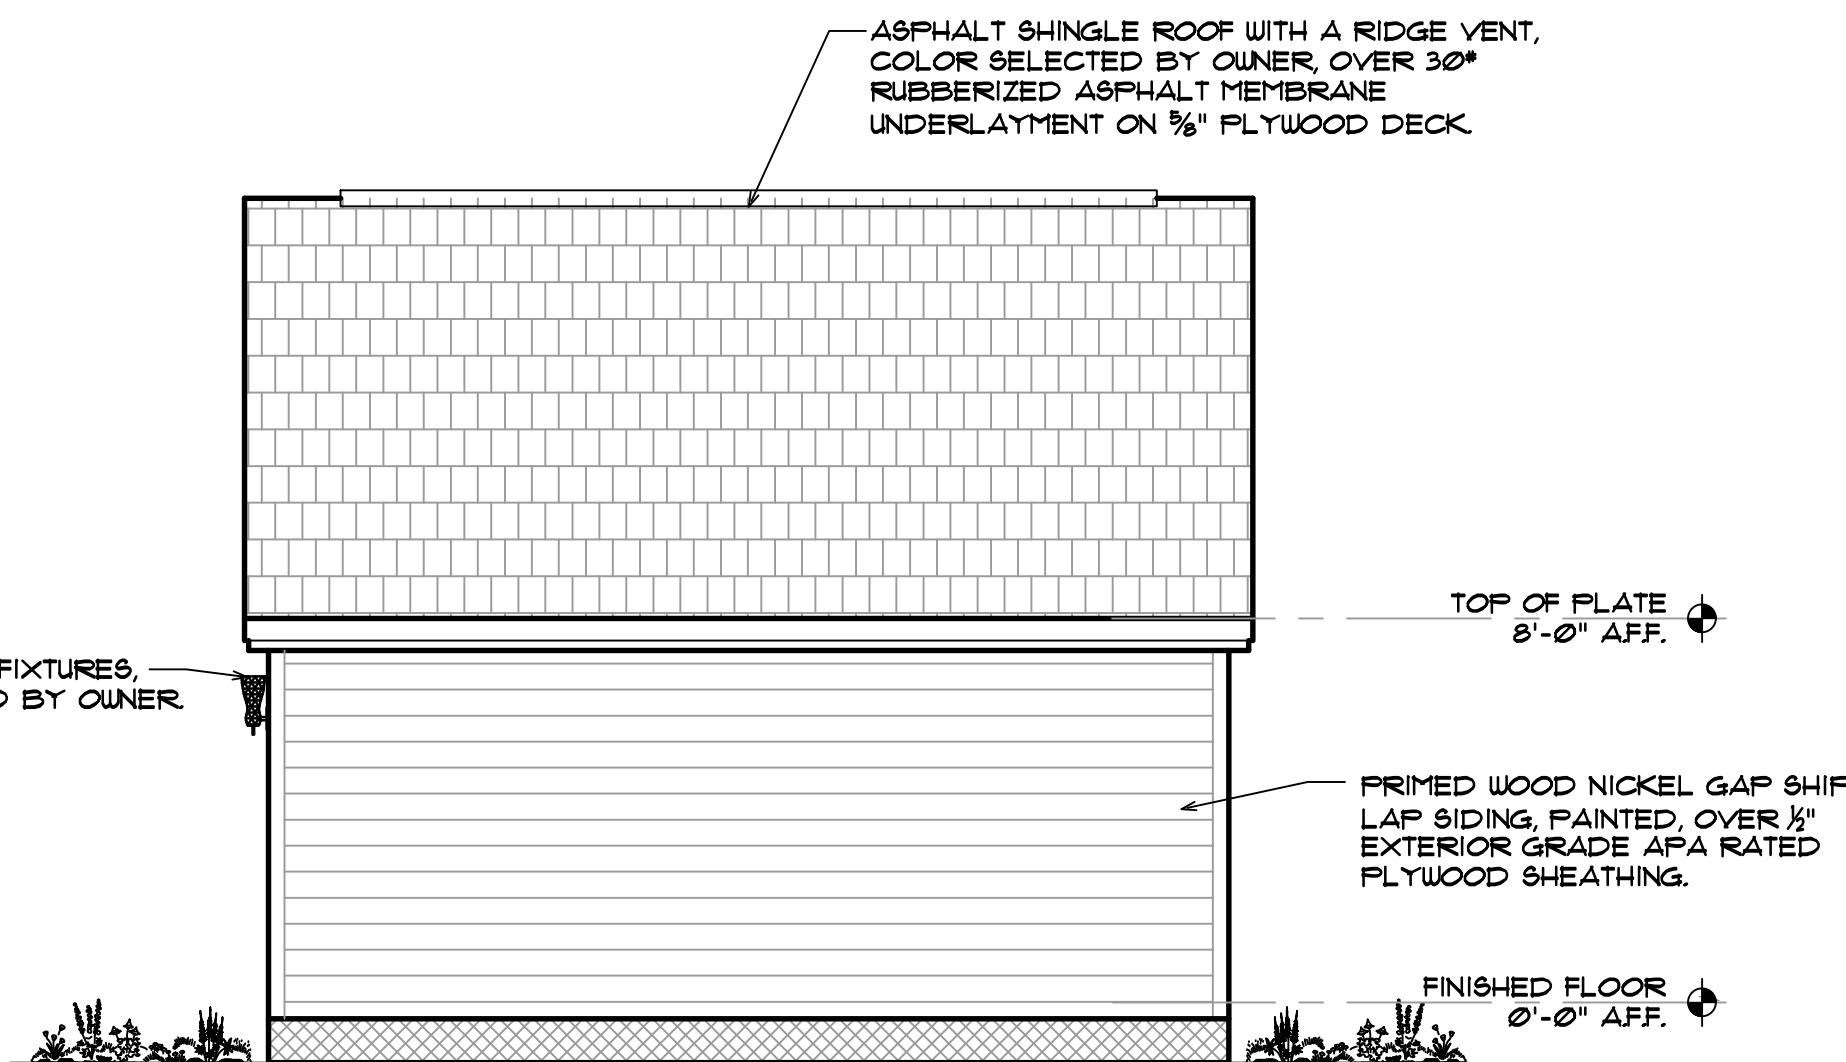 ASPHALT SHINGLE ROOF WITH A RIDGE VENT,
COLOR SELECTED BY OWNER, OVER 30#
RUBBERIZED ASPHALT MEMBRANE
UNDERLAYMENT ON 5/8" PLYWOOD DECK.
TOP OF PLATE
8'-0" A.F.F.
FIXTURES,
BY OWNER.
PRIMED WOOD NICKEL GAP SHIP
LAP SIDING, PAINTED, OVER 1/2"
EXTERIOR GRADE APA RATED
PLYWOOD SHEATHING.
FINISHED FLOOR
0'-0" A.F.F.